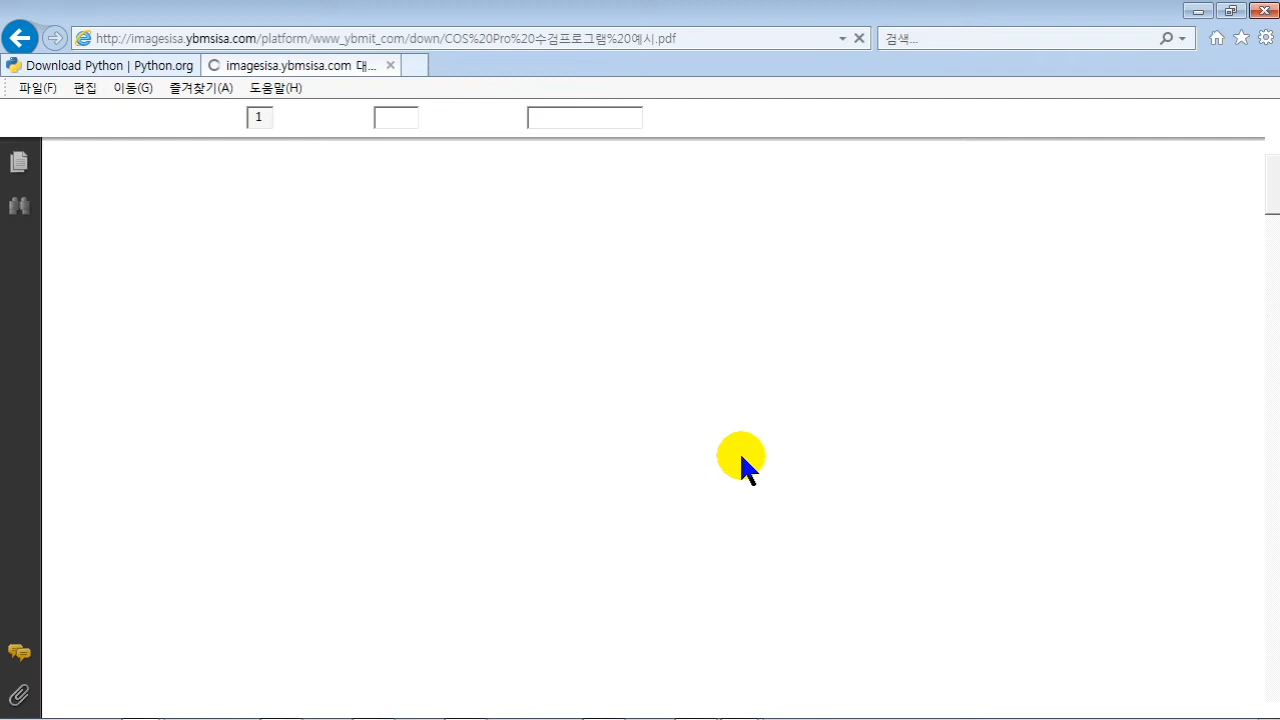 http://imagesisa.ybmsisa.com/platform/www_ybmit_com/down/COS%20Pro%20수검프로그램%20예시.pdf
검색...
Download Python | Python.org
imagesisa.ybmsisa.com 대...
파일(F) 편집 이동(G) 즐겨찾기(A) 도움말(H)
1